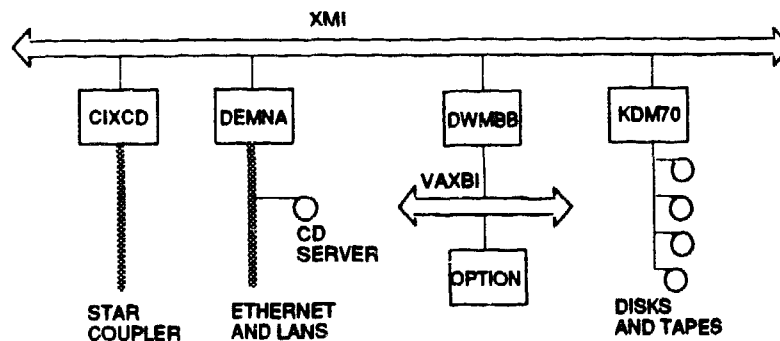 XMI
CIXCD
DEMNA
DWMBB
KDM70
VAXBI
CD
SERVER
OPTION
STAR
COUPLER
ETHERNET
AND LANS
DISKS
AND TAPES